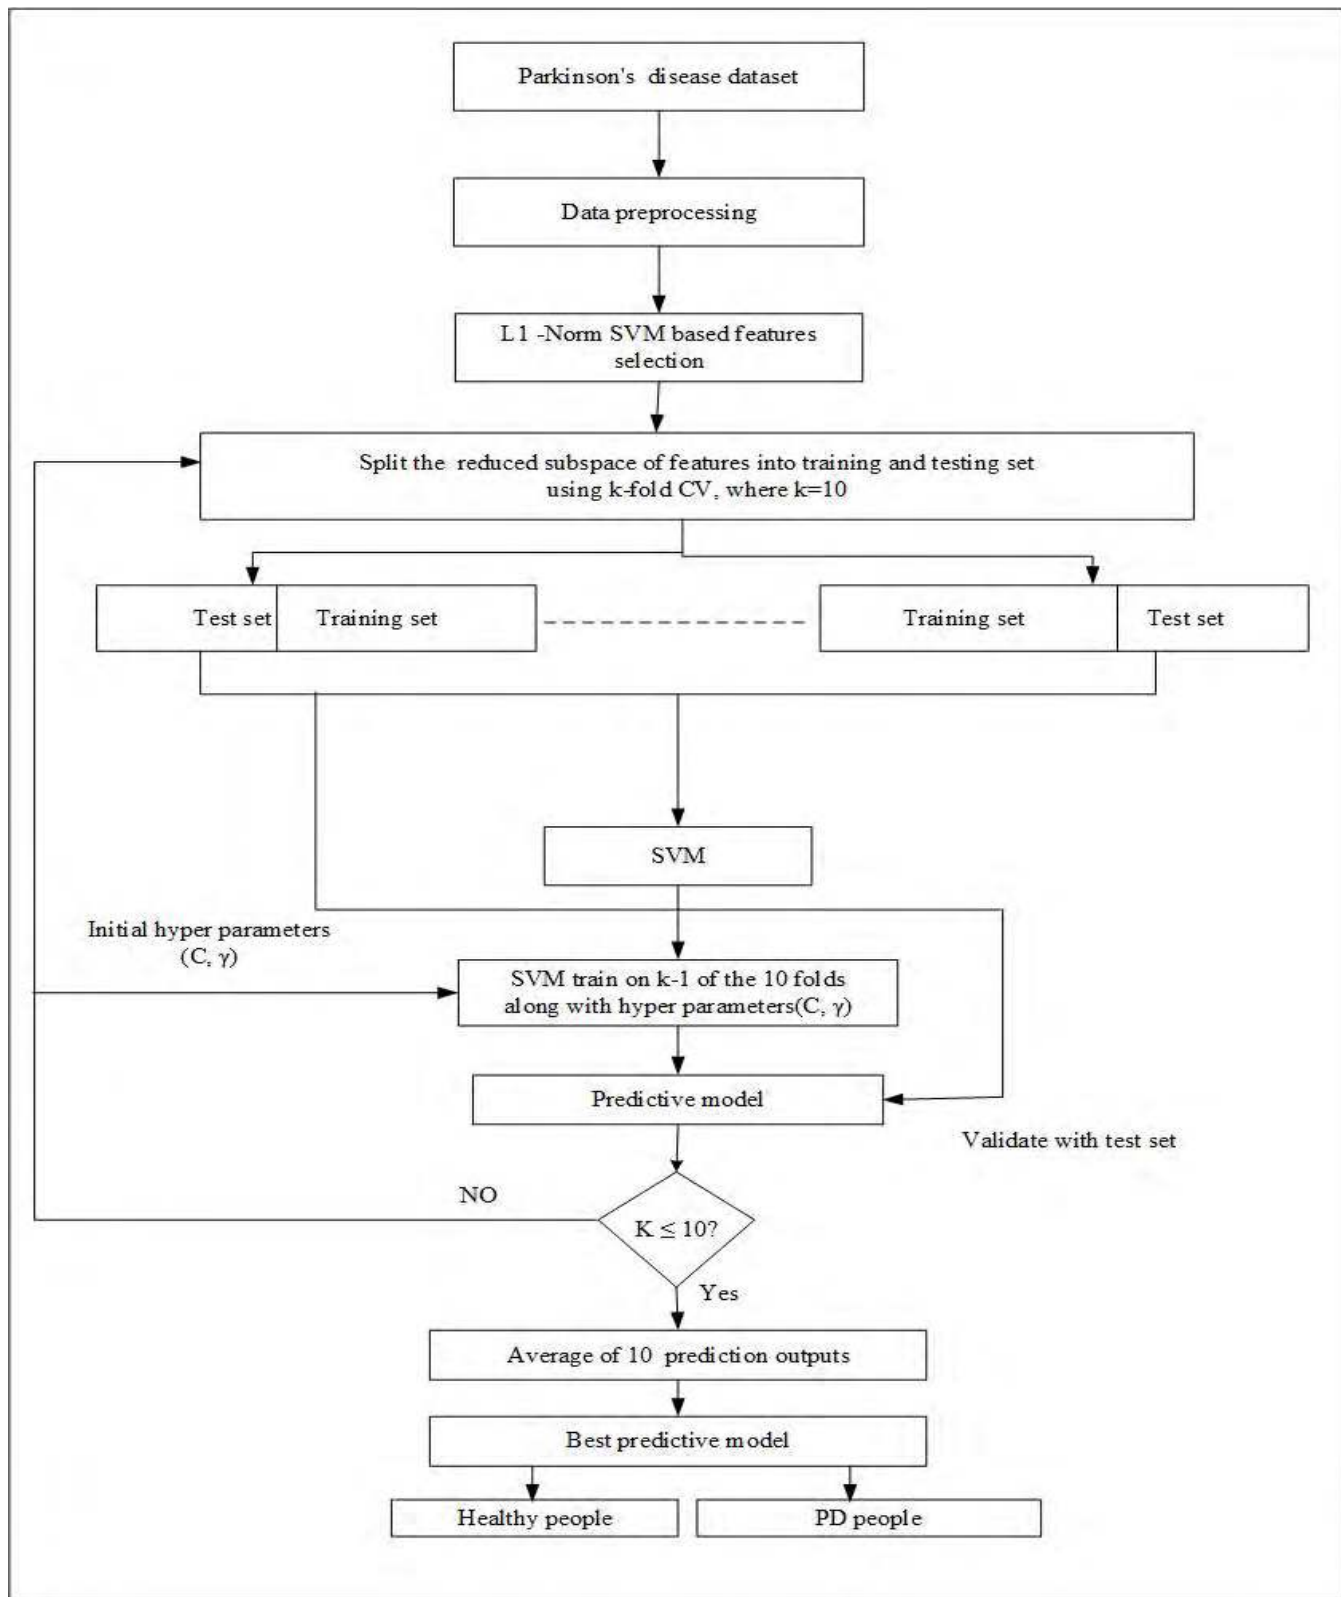 Parkinson's disease dataset
Data preprocessing
L1 -Norm SVM based features
selection
Split the reduced subspace of features into training and testing set
using k-fold CV, where k=10
Test set Training set Training set Test set
SVM
Initial hyper parameters
(C, γ)
SVM train on k-1 of the 10 folds
along with hyper parameters(C, γ)
Predictive model
Validate with test set
NO
K ≤ 10?
Yes
Average of 10 prediction outputs
Best predictive model
Healthy people PD people